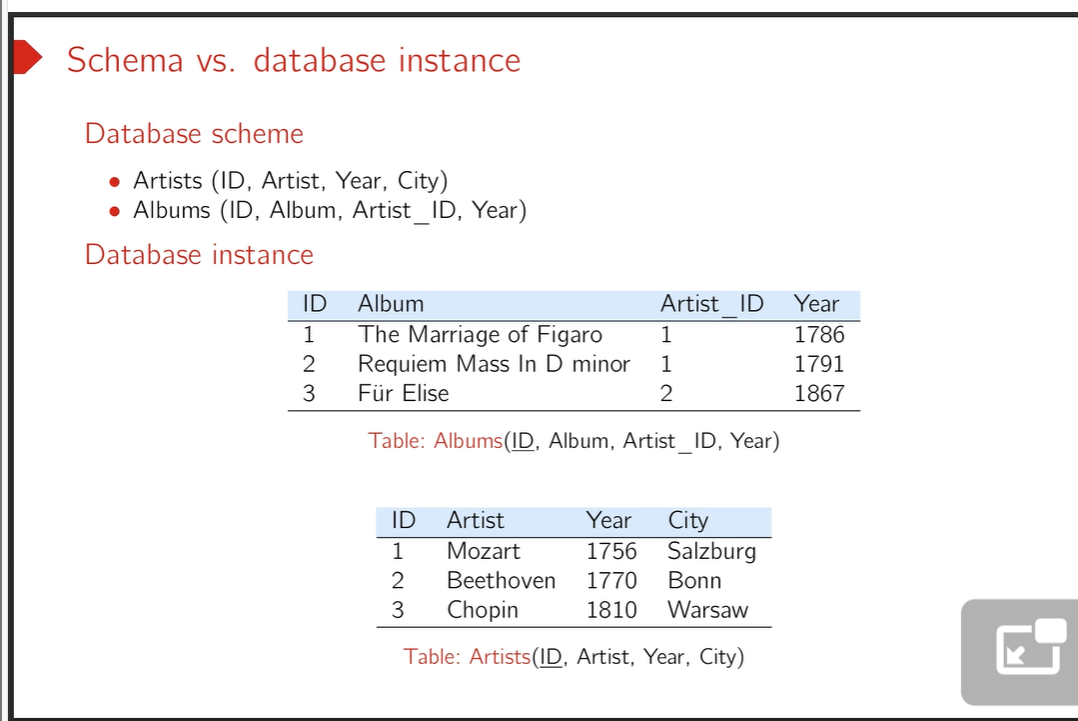 Schema vs. database instance
Database scheme
• Artists (ID, Artist, Year, City)
• Albums (ID, Album, Artist_ID, Year)
Database instance
ID Album Artist_ID Year
1 The Marriage of Figaro 1 1786
2 Requiem Mass In D minor 1 1791
3 Für Elise 2 1867
Table: Albums(ID, Album, Artist_ID, Year)
ID Artist Year City
1 Mozart 1756 Salzburg
2 Beethoven 1770 Bonn
3 Chopin 1810 Warsaw
Table: Artists(ID, Artist, Year, City)